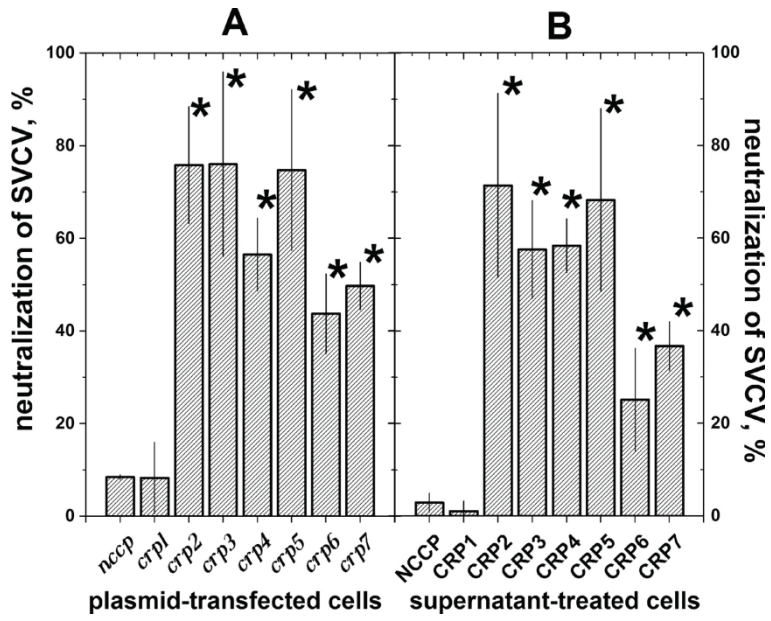 A
B
neutralization of SVCV, %
100
80
60
40
20
0
* * * * * *
* * * * * *
100
80
60
40
20
0
neutralization of SVCV, %
nccp crp1 crp2 crp3 crp4 crp5 crp6 crp7
NCCP CRP1 CRP2 CRP3 CRP4 CRP5 CRP6 CRP7
plasmid-transfected cells
supernatant-treated cells